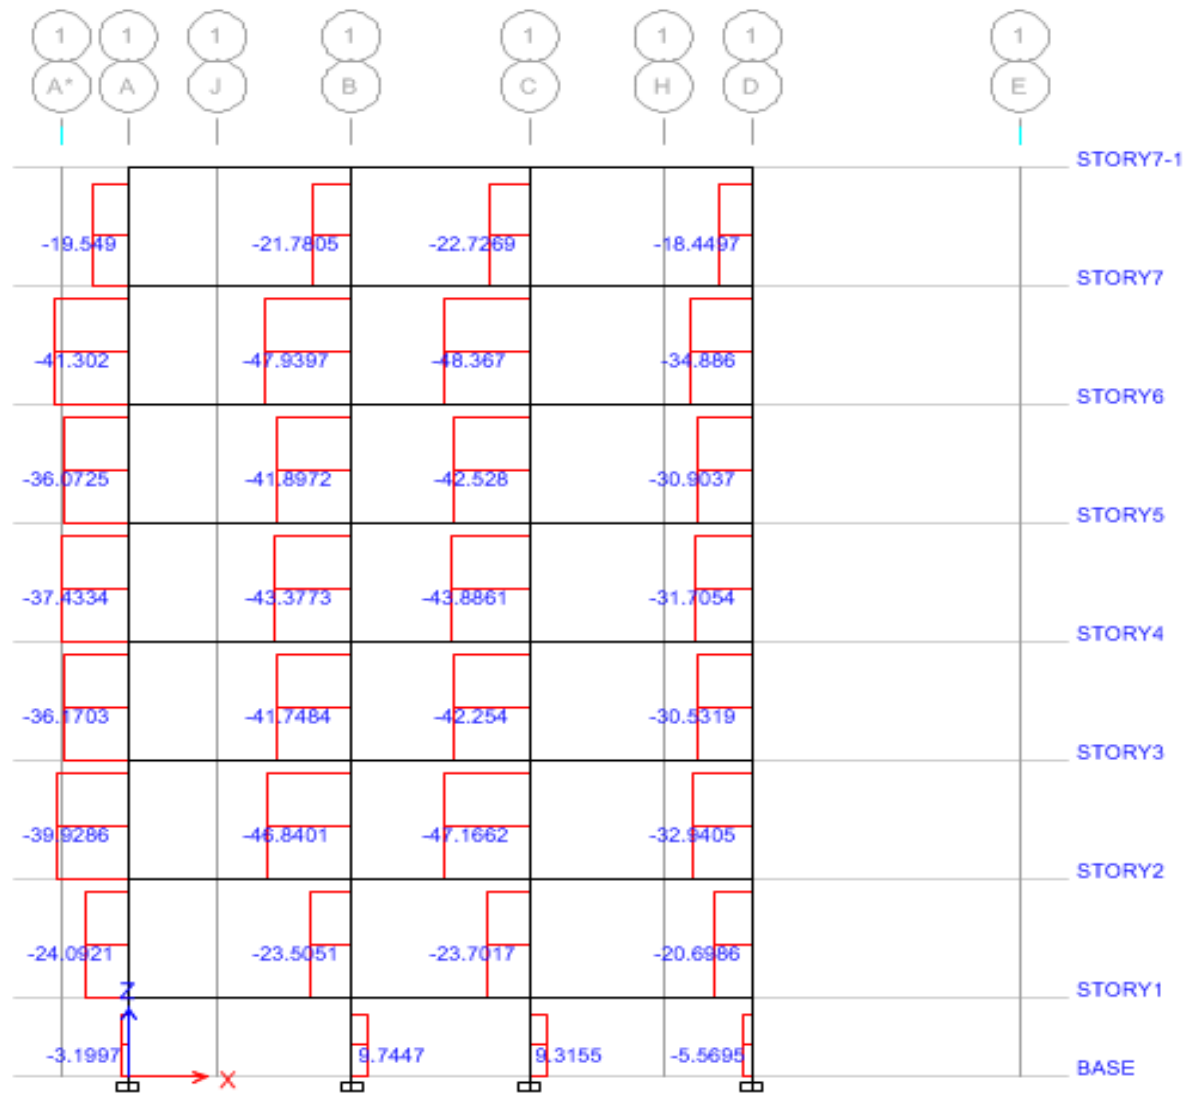 1 1 1 1 1 1 1 1
A* A J B C H D E
STORY7-1
-19.549 -21.7805 -22.7269 -18.4497
STORY7
-41.302 -47.9397 -48.367 -34.886
STORY6
-36.0725 -41.8972 -42.528 -30.9037
STORY5
-37.4334 -43.3773 -43.8861 -31.7054
STORY4
-36.1703 -41.7484 -42.254 -30.5319
STORY3
-39.9286 -46.8401 -47.1662 -32.9405
STORY2
-24.0921 -23.5051 -23.7017 -20.6986
Z STORY1
-3.1997 9.7447 9.3155 -5.5695
X BASE